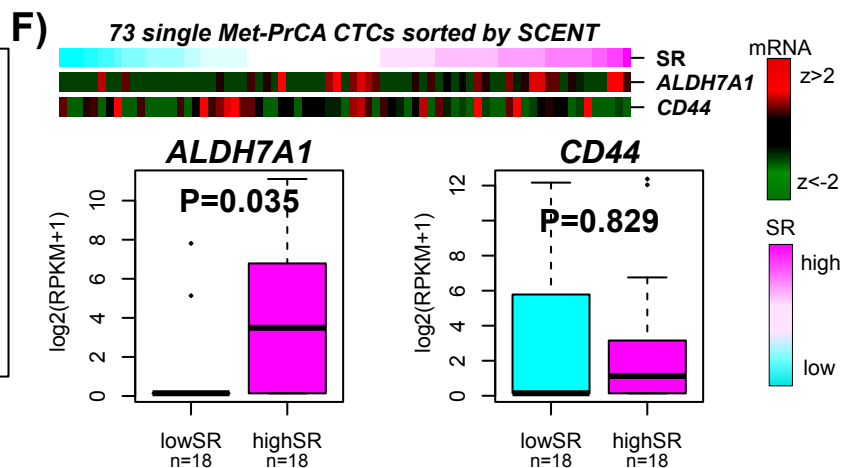 F)
73 single Met-PrCA CTCs sorted by SCENT
SR
ALDH7A1
CD44
mRNA
z>2
z<-2
SR
high
low
ALDH7A1
P=0.035
log2(RPKM+1)
10
8
6
4
2
0
lowSR
n=18
highSR
n=18
CD44
P=0.829
log2(RPKM+1)
12
8
6
4
2
0
lowSR
n=18
highSR
n=18